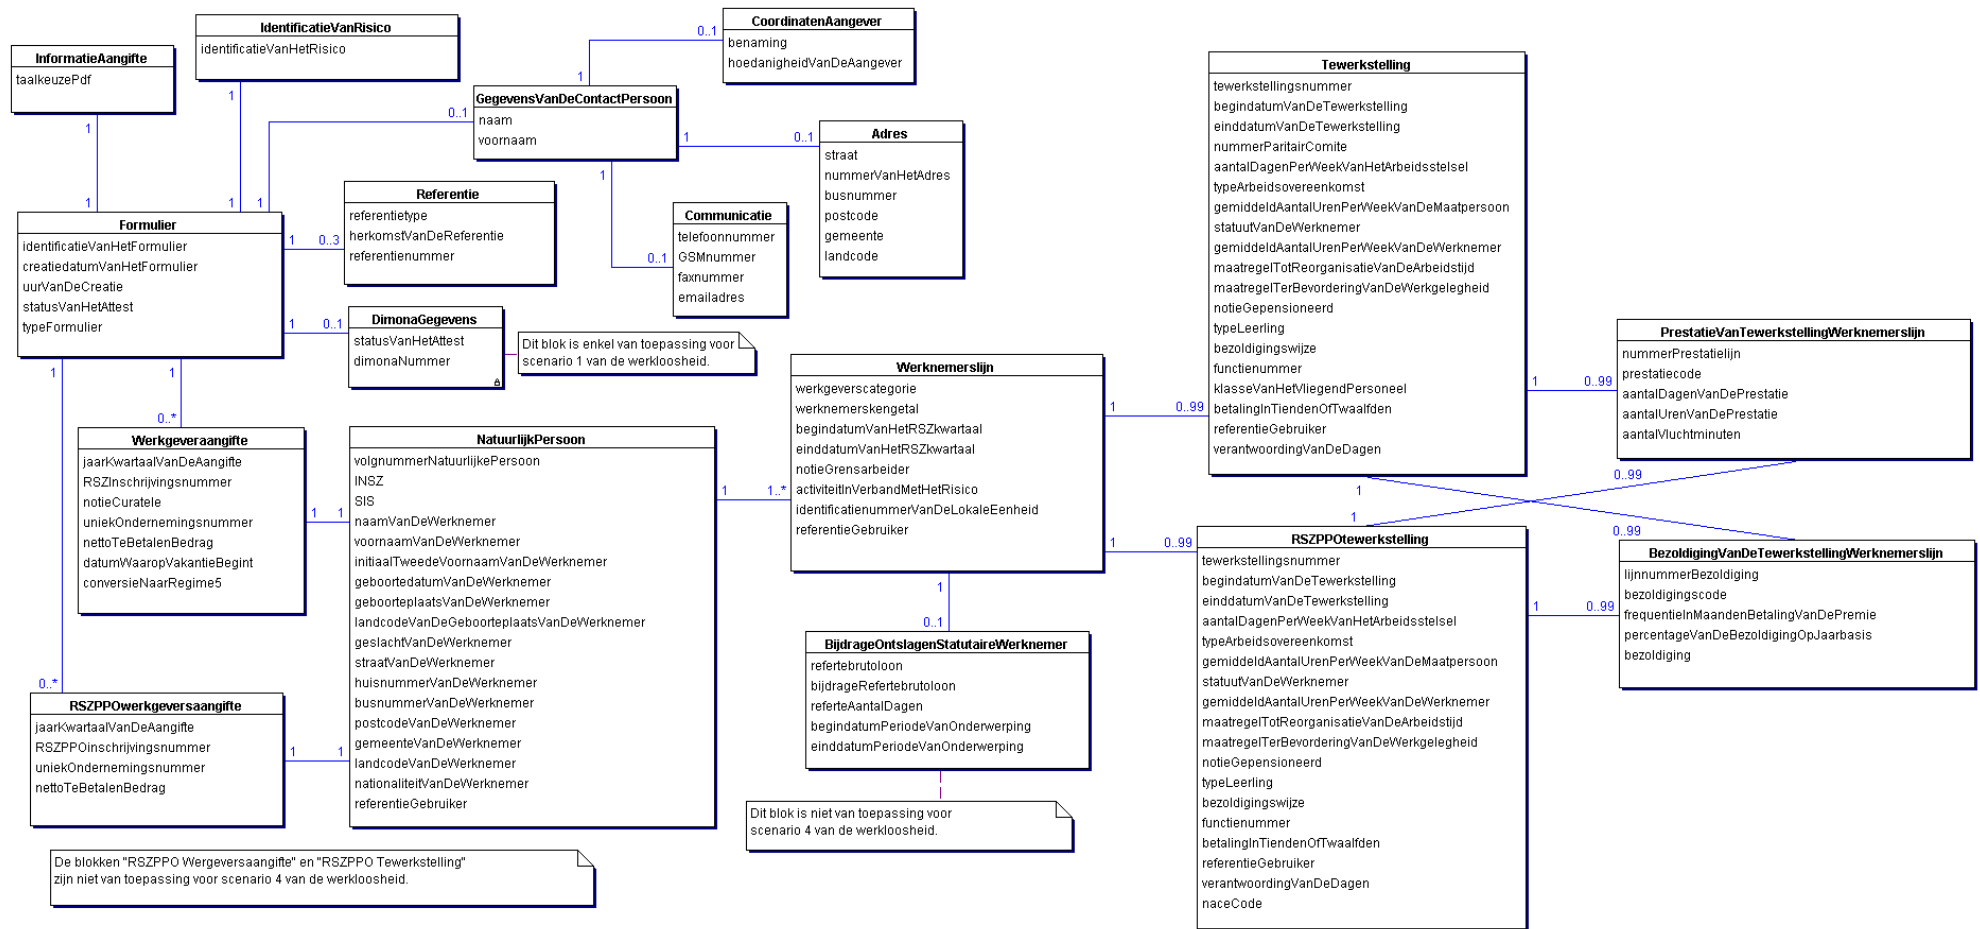 InformatieAangifte
taalkeuzePdf
IdentificatieVanRisico
identificatieVanHetRisico
CoordinatenAangever
benaming
hoedanigheidVanDeAangever
0..1
1
GegevensVanDeContactPersoon
naam
voornaam
1
1
0..1
1
0..1
1
0..1
1
1
1
Adres
straat
nummerVanHetAdres
busnummer
postcode
gemeente
landcode
Referentie
referentietype
herkomstVanDeReferentie
referentienummer
Communicatie
telefoonnummer
GSMnummer
faxnummer
emailadres
Formulier
identificatieVanHetFormulier
creatiedatumVanHetFormulier
uurVanDeCreatie
statusVanHetAttest
typeFormulier
1
0..3
1
0..1
DimonaGegevens
statusVanHetAttest
dimonaNummer
Dit blok is enkel van toepassing voor
scenario 1 van de werkloosheid.
1
1
0..*
Werkgeveraangifte
jaarKwartaalVanDeAangifte
RSZInschrijvingsnummer
notieCuratele
uniekOndernemingsnummer
nettoTeBetalenBedrag
datumWaaropVakantieBegint
conversieNaarRegime5
1
1
0..*
RSZPPOwerkgeversaangifte
jaarKwartaalVanDeAangifte
RSZPPOinschrijvingsnummer
uniekOndernemingsnummer
nettoTeBetalenBedrag
1
1
NatuurlijkPersoon
volgnummerNatuurlijkePersoon
INSZ
SIS
naamVanDeWerknemer
voornaamVanDeWerknemer
initiaalTweedeVoornaamVanDeWerknemer
geboortedatumVanDeWerknemer
geboorteplaatsVanDeWerknemer
landcodeVanDeGeboorteplaatsVanDeWerknemer
geslachtVanDeWerknemer
straatVanDeWerknemer
huisnummerVanDeWerknemer
busnummerVanDeWerknemer
postcodeVanDeWerknemer
gemeenteVanDeWerknemer
landcodeVanDeWerknemer
nationaliteitVanDeWerknemer
referentieGebruiker
1
1..*
Werknemerslijn
werkgeverscategorie
werknemerskengetal
begindatumVanHetRSZkwartaal
einddatumVanHetRSZkwartaal
notieGrensarbeider
activiteitInVerbandMetHetRisico
identificatienummerVanDeLokaleEenheid
referentieGebruiker
1
0..99
1
0..99
1
0..1
BijdrageOntslagenStatutaireWerknemer
refertebrutoloon
bijdrageRefertebrutoloon
referteAantalDagen
begindatumPeriodeVanOnderwerping
einddatumPeriodeVanOnderwerping
Dit blok is niet van toepassing voor
scenario 4 van de werkloosheid.
De blokken "RSZPPO Wergeversaangifte" en "RSZPPO Tewerkstelling"
zijn niet van toepassing voor scenario 4 van de werkloosheid.
Tewerkstelling
tewerkstellingsnummer
begindatumVanDeTewerkstelling
einddatumVanDeTewerkstelling
nummerParitairComite
aantalDagenPerWeekVanHetArbeidsstelsel
typeArbeidsovereenkomst
gemiddeldAantalUrenPerWeekVanDeMaatpersoon
statuutVanDeWerknemer
gemiddeldAantalUrenPerWeekVanDeWerknemer
maatregelTotReorganisatieVanDeArbeidstijd
maatregelTerBevorderingVanDeWerkgelegheid
notieGepensioneerd
typeLeerling
bezoldigingswijze
functienummer
klasseVanHetVliegendPersoneel
betalingInTiendenOfTwaalfden
referentieGebruiker
verantwoordingVanDeDagen
1
0..99
PrestatieVanTewerkstellingWerknemerslijn
nummerPrestatielijn
prestatiecode
aantalDagenVanDePrestatie
aantalUrenVanDePrestatie
aantalVluchtminuten
0..99
1
1
0..99
RSZPPOtewerkstelling
tewerkstellingsnummer
begindatumVanDeTewerkstelling
einddatumVanDeTewerkstelling
aantalDagenPerWeekVanHetArbeidsstelsel
typeArbeidsovereenkomst
gemiddeldAantalUrenPerWeekVanDeMaatpersoon
statuutVanDeWerknemer
gemiddeldAantalUrenPerWeekVanDeWerknemer
maatregelTotReorganisatieVanDeArbeidstijd
maatregelTerBevorderingVanDeWerkgelegheid
notieGepensioneerd
typeLeerling
bezoldigingswijze
functienummer
betalingInTiendenOfTwaalfden
referentieGebruiker
verantwoordingVanDeDagen
naceCode
1
0..99
BezoldigingVanDeTewerkstellingWerknemerslijn
lijnnummerBezoldiging
bezoldigingscode
frequentieInMaandenBetalingVanDePremie
percentageVanDeBezoldigingOpJaarbasis
bezoldiging